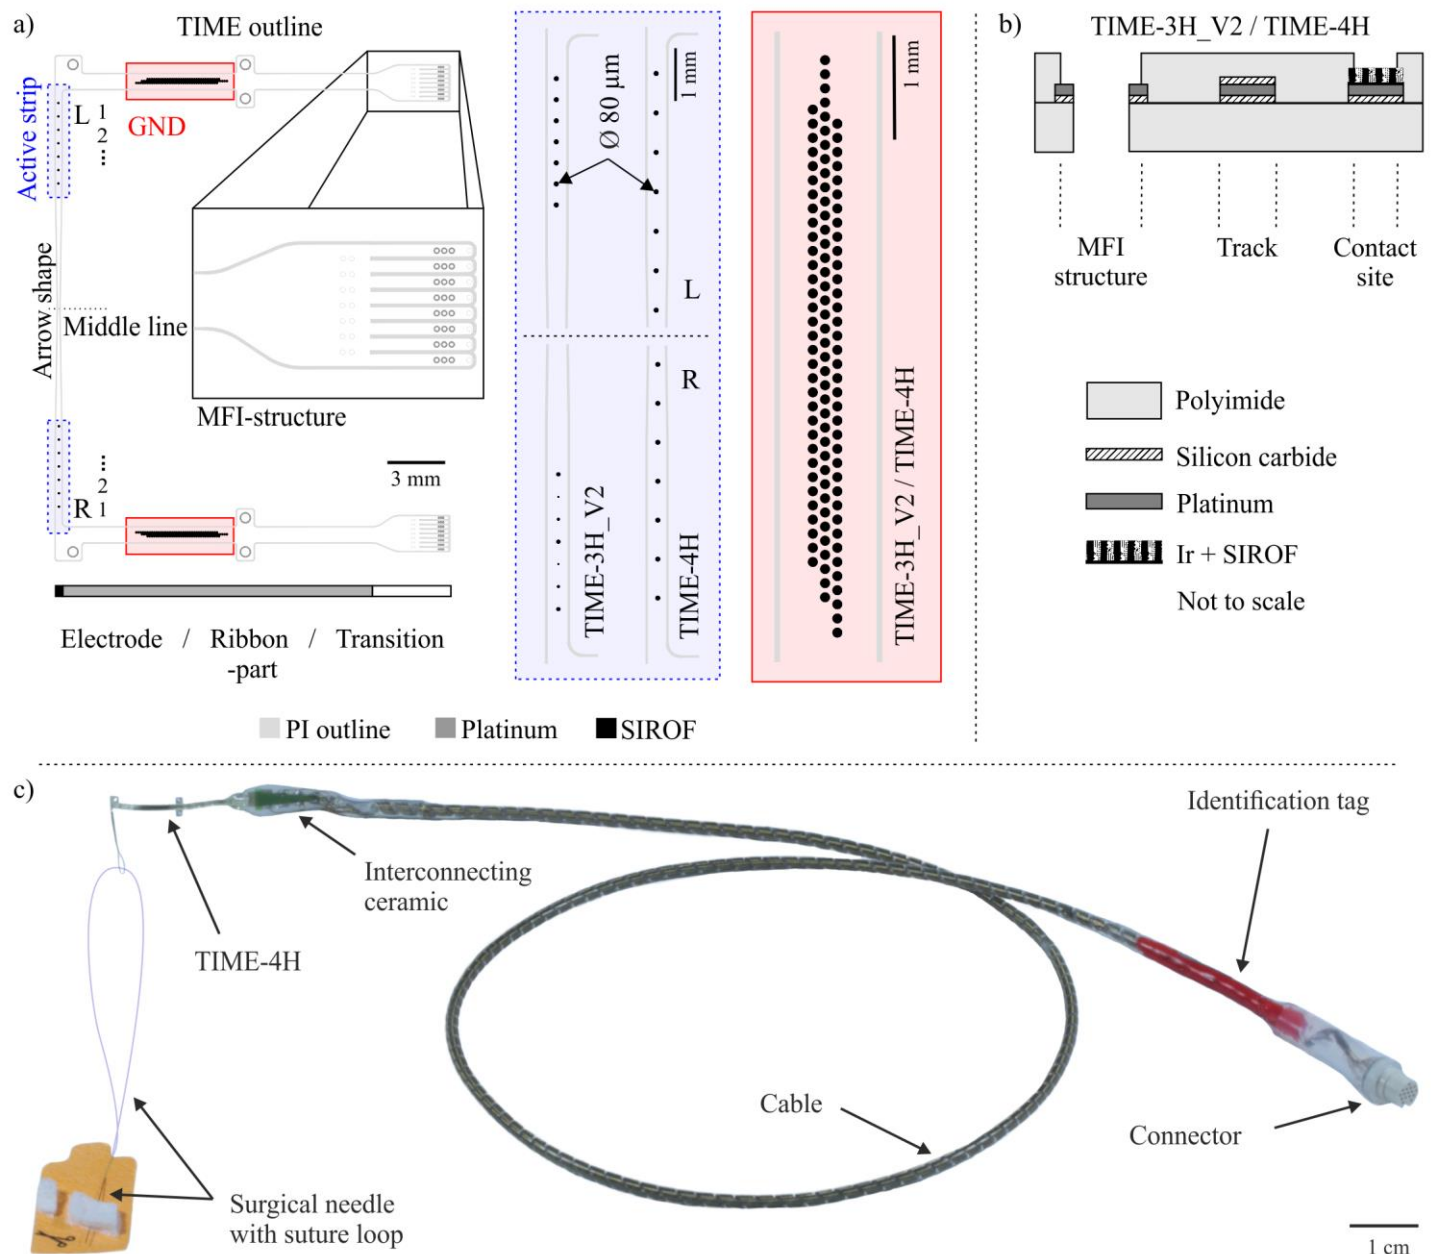 a)
TIME outline
Active strip
L 1
2
...
GND
Arrow shape
Middle line
MFI-structure
...
2
R 1
3 mm
Electrode / Ribbon / Transition
-part
PI outline
Platinum
SIROF
1 mm
Ø 80 µm
L
R
TIME-3H_V2
TIME-4H
1 mm
TIME-3H_V2 / TIME-4H
b)
TIME-3H_V2 / TIME-4H
MFI
structure
Track
Contact
site
Polyimide
Silicon carbide
Platinum
Ir + SIROF
Not to scale
c)
Identification tag
Interconnecting
ceramic
TIME-4H
Cable
Connector
Surgical needle
with suture loop
1 cm